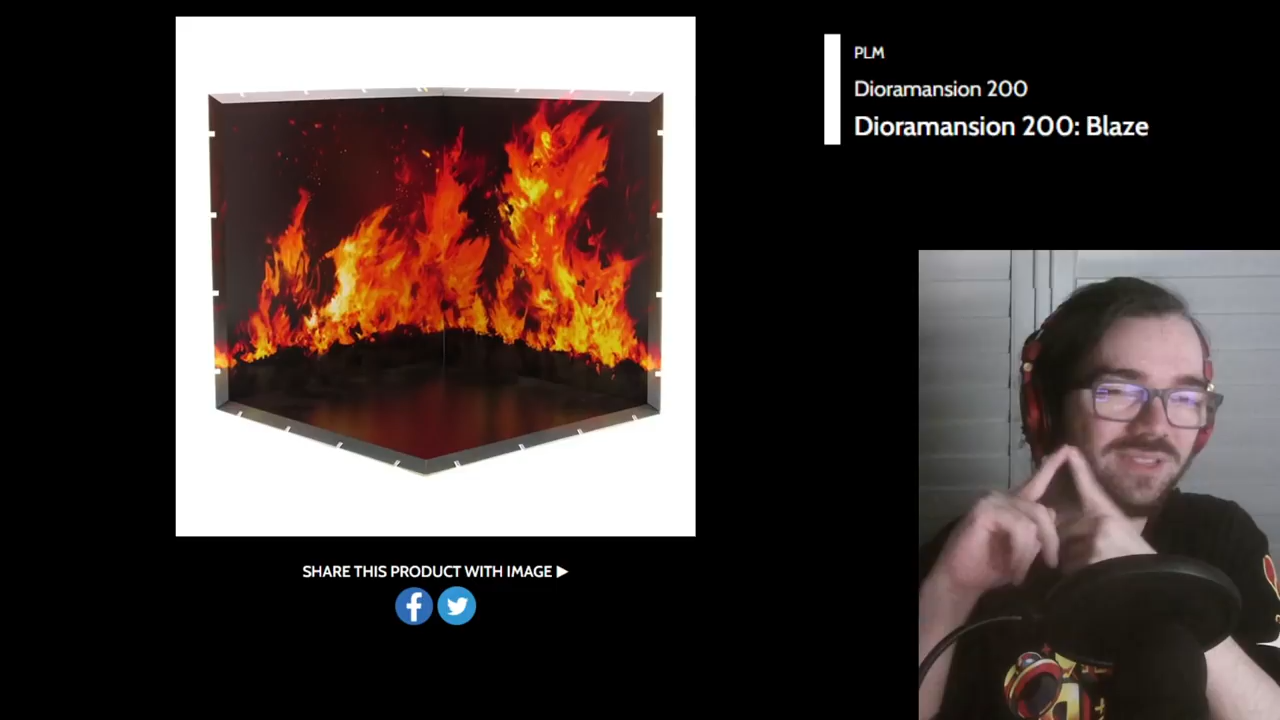 PLM
Dioramansion 200
Dioramansion 200: Blaze
SHARE THIS PRODUCT WITH IMAGE ▶